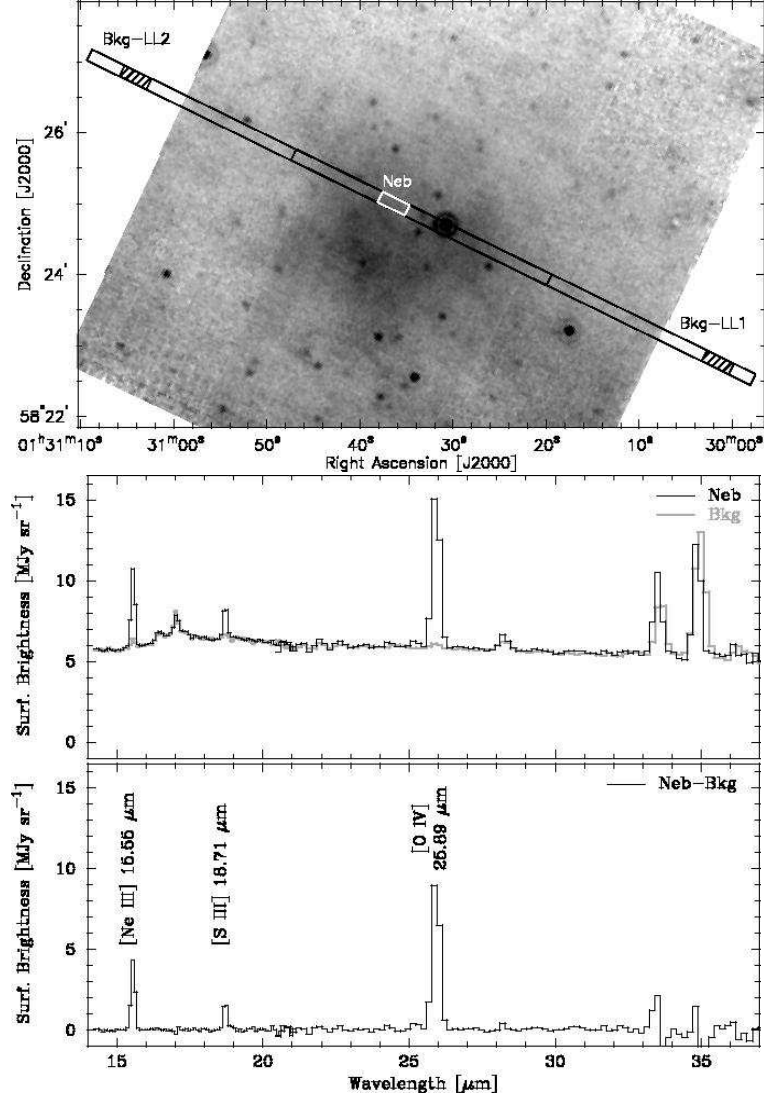 Bkg-LL2
Neb
Bkg-LL1
Declination [J2000]
26'
24'
58°22'
01ʰ31ᵐ10ˢ 31ᵐ00ˢ 50ˢ 40ˢ 30ˢ 20ˢ 10ˢ 30ᵐ00ˢ
Right Ascension [J2000]
Surf. Brightness [MJy sr⁻¹]
15
10
5
0
Neb
Bkg
Surf. Brightness [MJy sr⁻¹]
15
10
5
0
Neb-Bkg
[Ne III] 15.55 μm
[S III] 18.71 μm
[O IV]
25.89 μm
15 20 25 30 35
Wavelength [μm]